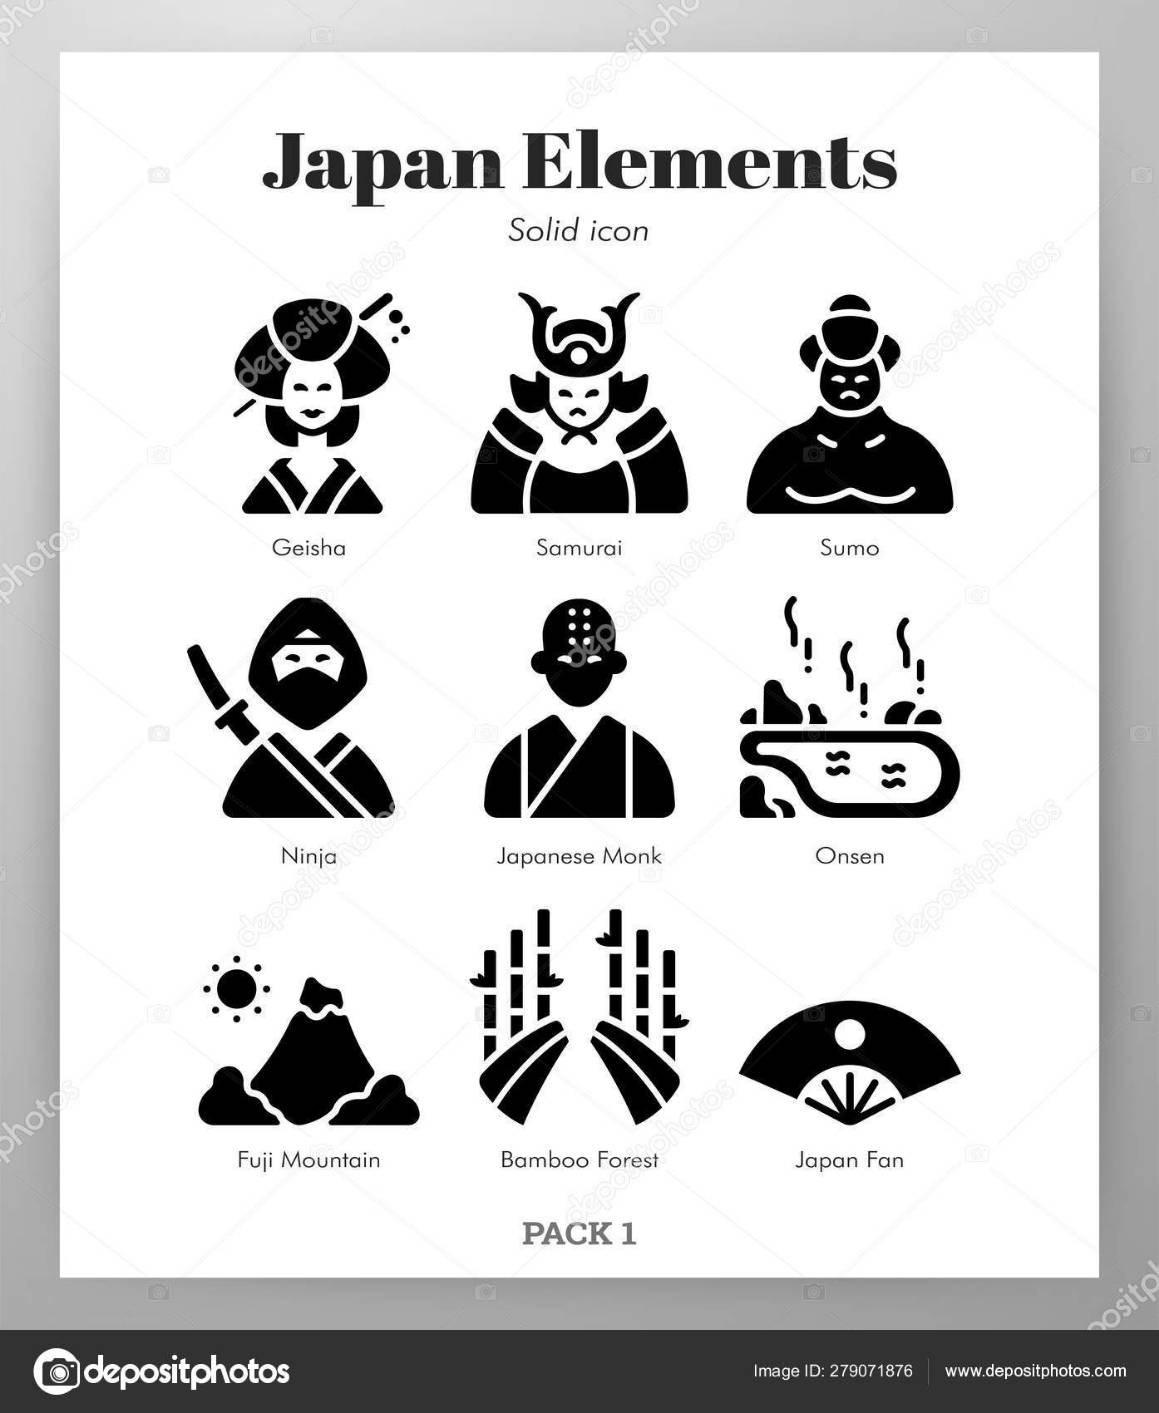 Japan Elements
Solid icon
Geisha
Samurai
Sumo
Ninja
Japanese Monk
Onsen
Fuji Mountain
Bamboo Forest
Japan Fan
PACK 1
depositphotos
Image ID: 279071876
www.depositphotos.com